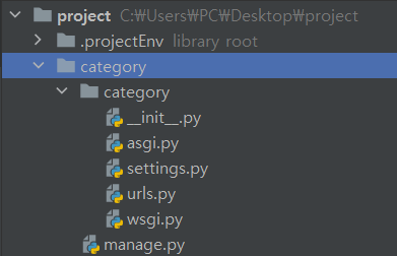 project C:₩Users₩PC₩Desktop₩project
.projectEnv library root
category
category
__init__.py
asgi.py
settings.py
urls.py
wsgi.py
manage.py